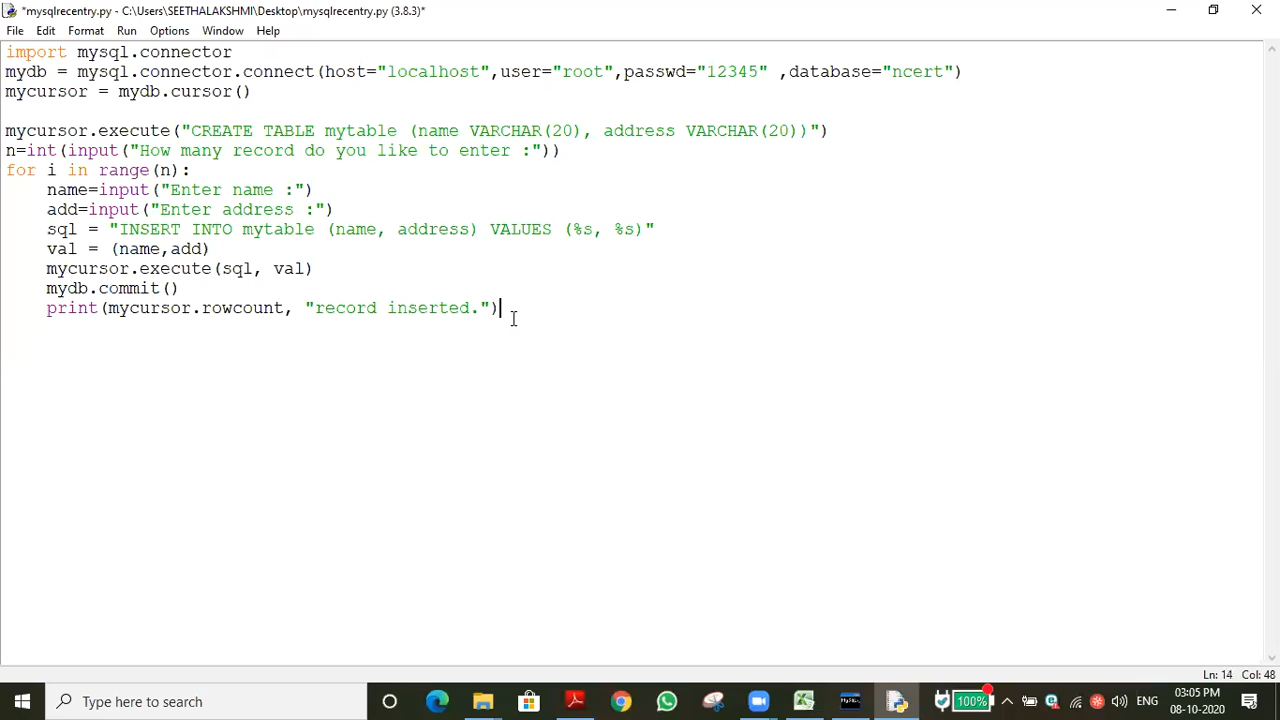 *mysqlrecentry.py - C:\Users\SEETHALAKSHMI\Desktop\mysqlrecentry.py (3.8.3)*
File Edit Format Run Options Window Help
import mysql.connector
mydb = mysql.connector.connect(host="localhost",user="root",passwd="12345" ,database="ncert")
mycursor = mydb.cursor()
mycursor.execute("CREATE TABLE mytable (name VARCHAR(20), address VARCHAR(20))")
n=int(input("How many record do you like to enter :"))
for i in range(n):
    name=input("Enter name :")
    add=input("Enter address :")
    sql = "INSERT INTO mytable (name, address) VALUES (%s, %s)"
    val = (name,add)
    mycursor.execute(sql, val)
    mydb.commit()
    print(mycursor.rowcount, "record inserted.")
Ln: 14 Col: 48
Type here to search
100%
ENG
03:05 PM
08-10-2020